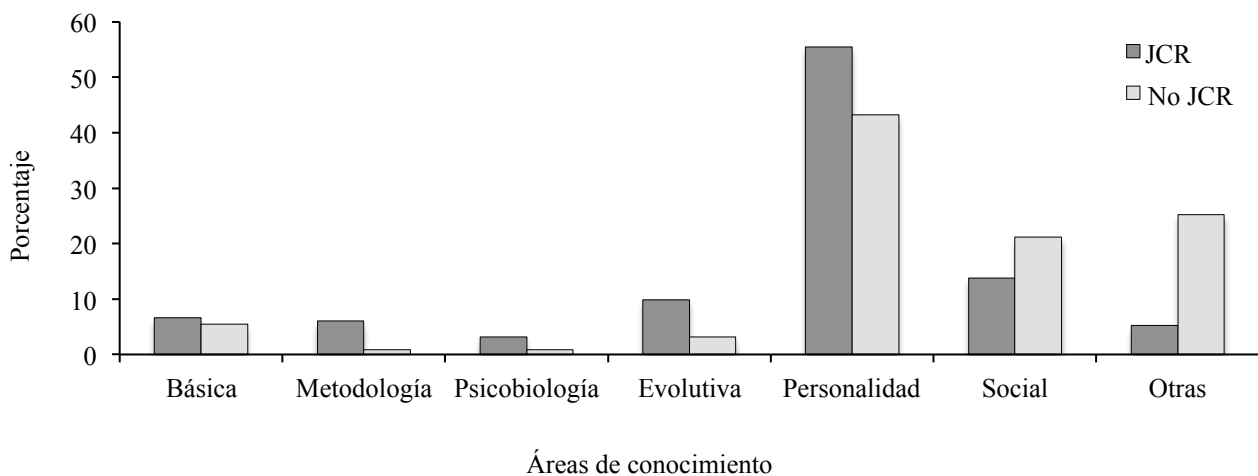 60
50
40
30
20
10
0
Porcentaje
JCR
No JCR
Básica
Metodología
Psicobiología
Evolutiva
Personalidad
Social
Otras
Áreas de conocimiento